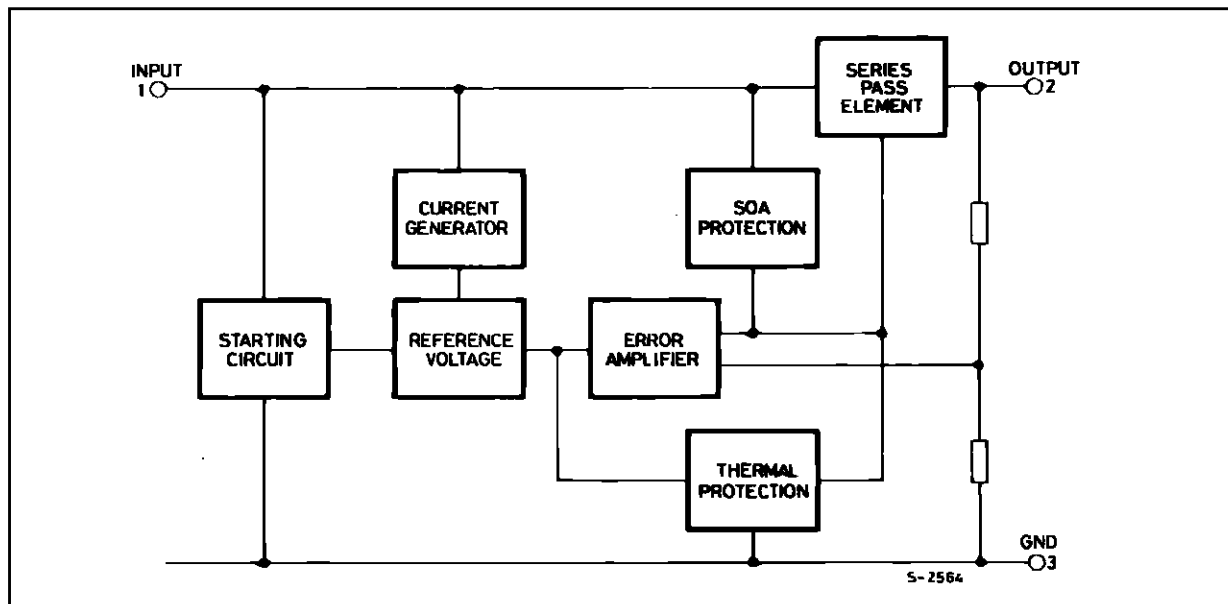 INPUT
1
SERIES
PASS
ELEMENT
OUTPUT
2
CURRENT
GENERATOR
SOA
PROTECTION
STARTING
CIRCUIT
REFERENCE
VOLTAGE
ERROR
AMPLIFIER
THERMAL
PROTECTION
GND
3
S-2564